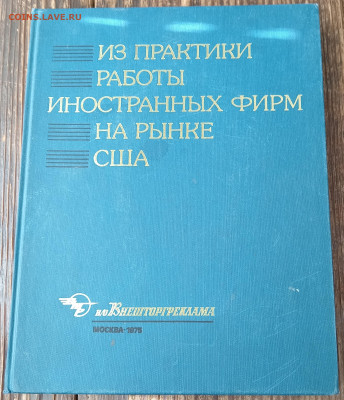 COINS.LAVE.RU
ИЗ ПРАКТИКИ
РАБОТЫ
ИНОСТРАННЫХ ФИРМ
НА РЫНКЕ
США
в/о Внешторгреклама
МОСКВА-1975